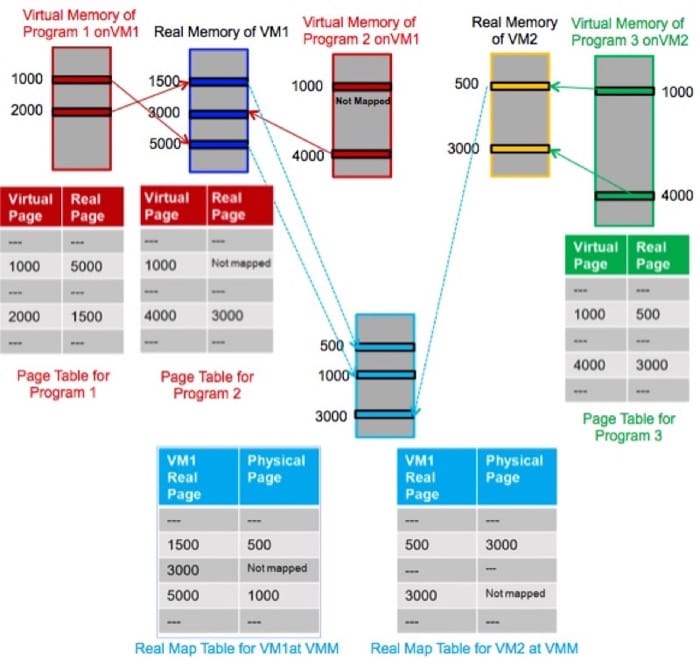 Virtual Memory of
Program 1 onVM1
Real Memory of VM1
Virtual Memory of
Program 2 onVM1
Real Memory
of VM2
Virtual Memory of
Program 3 onVM2
1000
2000
1500
3000
5000
1000
Not Mapped
4000
500
3000
1000
4000
Virtual Page Real Page
--- ---
1000 5000
--- ---
2000 1500
--- ---
Page Table for
Program 1
Virtual Page Real Page
--- ---
1000 Not mapped
--- ---
4000 3000
--- ---
Page Table for
Program 2
Virtual Page Real Page
--- ---
1000 500
--- ---
4000 3000
--- ---
Page Table for
Program 3
500
1000
3000
VM1 Real Page Physical Page
--- ---
1500 500
3000 Not mapped
5000 1000
--- ---
Real Map Table for VM1at VMM
VM1 Real Page Physical Page
--- ---
500 3000
--- ---
3000 Not mapped
--- ---
Real Map Table for VM2 at VMM